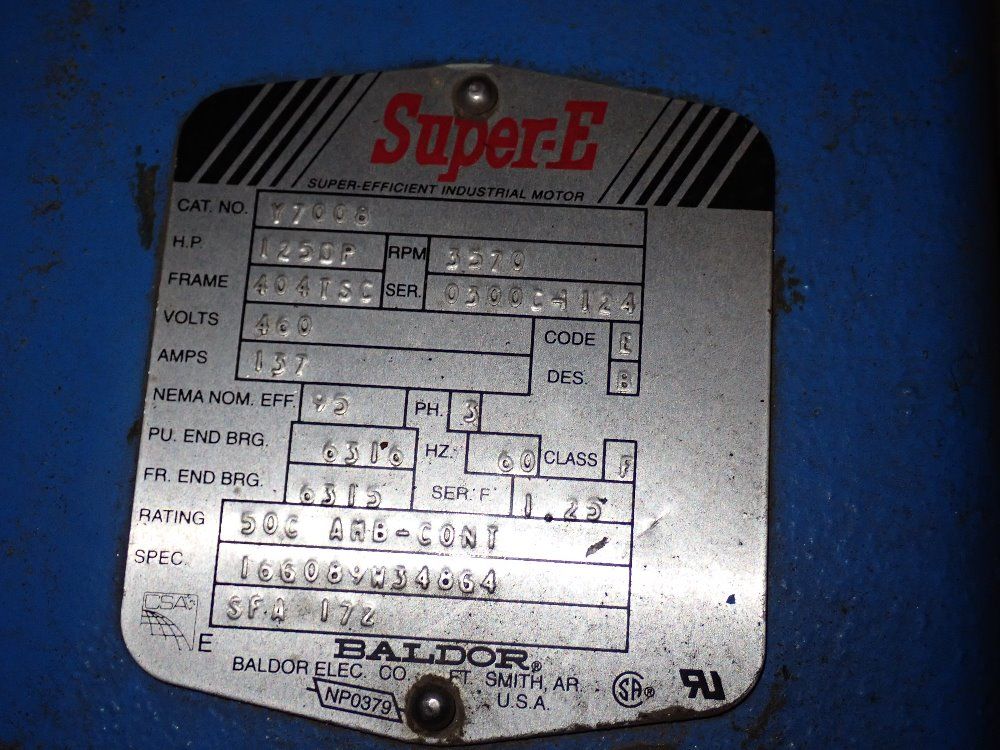 Super-E
SUPER-EFFICIENT INDUSTRIAL MOTOR
CAT. NO. Y7006
H.P. 125DP RPM 3570
FRAME 404TSC SER. 0300C4124
VOLTS 460 CODE E
AMPS 137 DES. B
NEMA NOM. EFF. 95 PH. 3
PU. END BRG. 6316 HZ. 60 CLASS F
FR. END BRG. 6315 SER. F 1.25
RATING 50C AMB-CONT
SPEC. 166089W34864
SFA 172
CSA E
BALDOR®
BALDOR ELEC. CO. FT. SMITH, AR
NP0379 U.S.A.
SA®